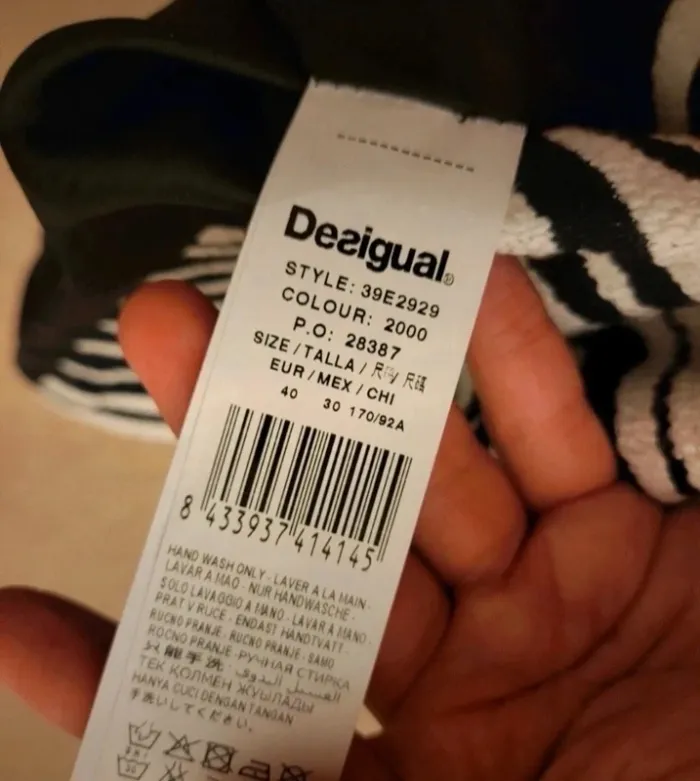 Desigual®
STYLE: 39E2929
COLOUR: 2000
P.O: 28387
SIZE/TALLA/尺码/尺碼
EUR/MEX/CHI
40 30 170/92A
8 433937 414145
HAND WASH ONLY - LAVER A LA MAIN -
LAVAR A MAO - NUR HANDWÄSCHE -
SOLO LAVAGGIO A MANO - LAVAR A MANO -
PRAT V RUCE - ENDAST HANDTVATT -
RUCNO PRANJE - RUCNO PRANJE - SAMO
ROCNO PRANJE - РУЧНАЯ СТИРКА
只能手洗 - الغسيل اليدوي
ТЕК ҚОЛМЕН ЖУЫЛАДЫ
HANYA CUCI DENGAN TANGAN
手洗いしてください。